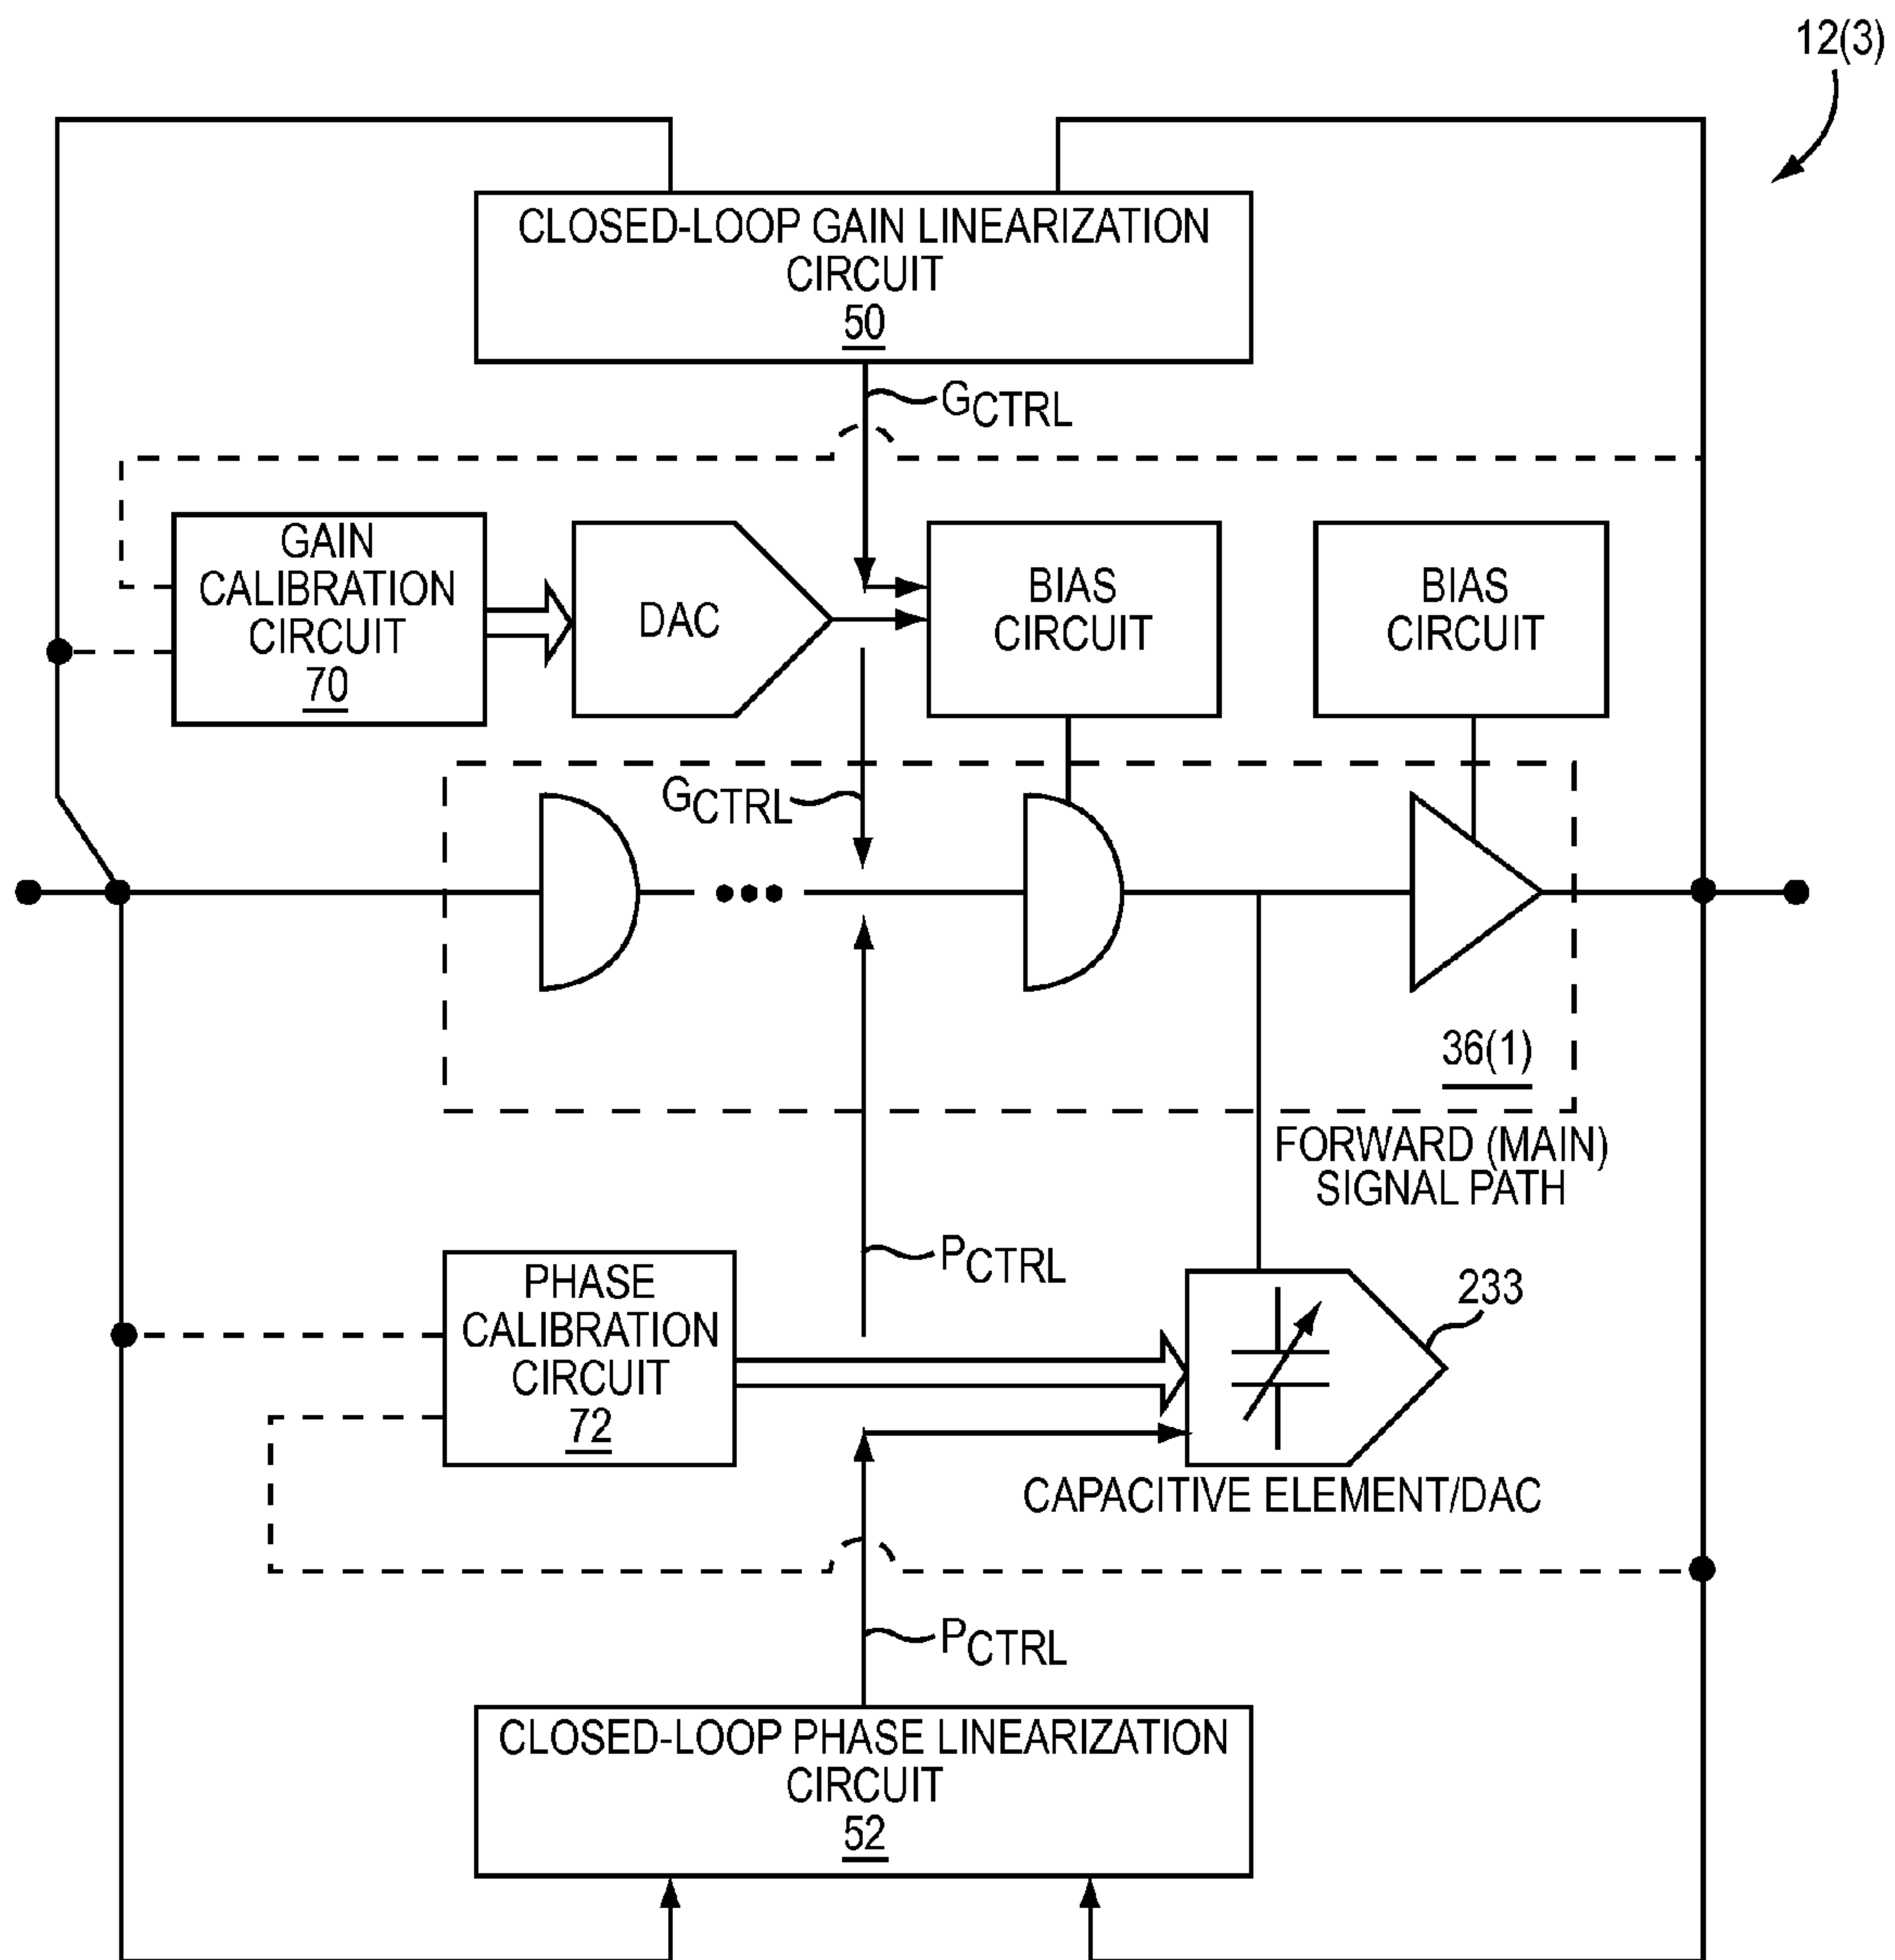 12(3)
CLOSED-LOOP GAIN LINEARIZATION
CIRCUIT
50
GCTRL
GAIN
CALIBRATION
CIRCUIT
70
DAC
BIAS
CIRCUIT
BIAS
CIRCUIT
GCTRL
36(1)
FORWARD (MAIN)
SIGNAL PATH
PCTRL
PHASE
CALIBRATION
CIRCUIT
72
233
CAPACITIVE ELEMENT/DAC
PCTRL
CLOSED-LOOP PHASE LINEARIZATION
CIRCUIT
52